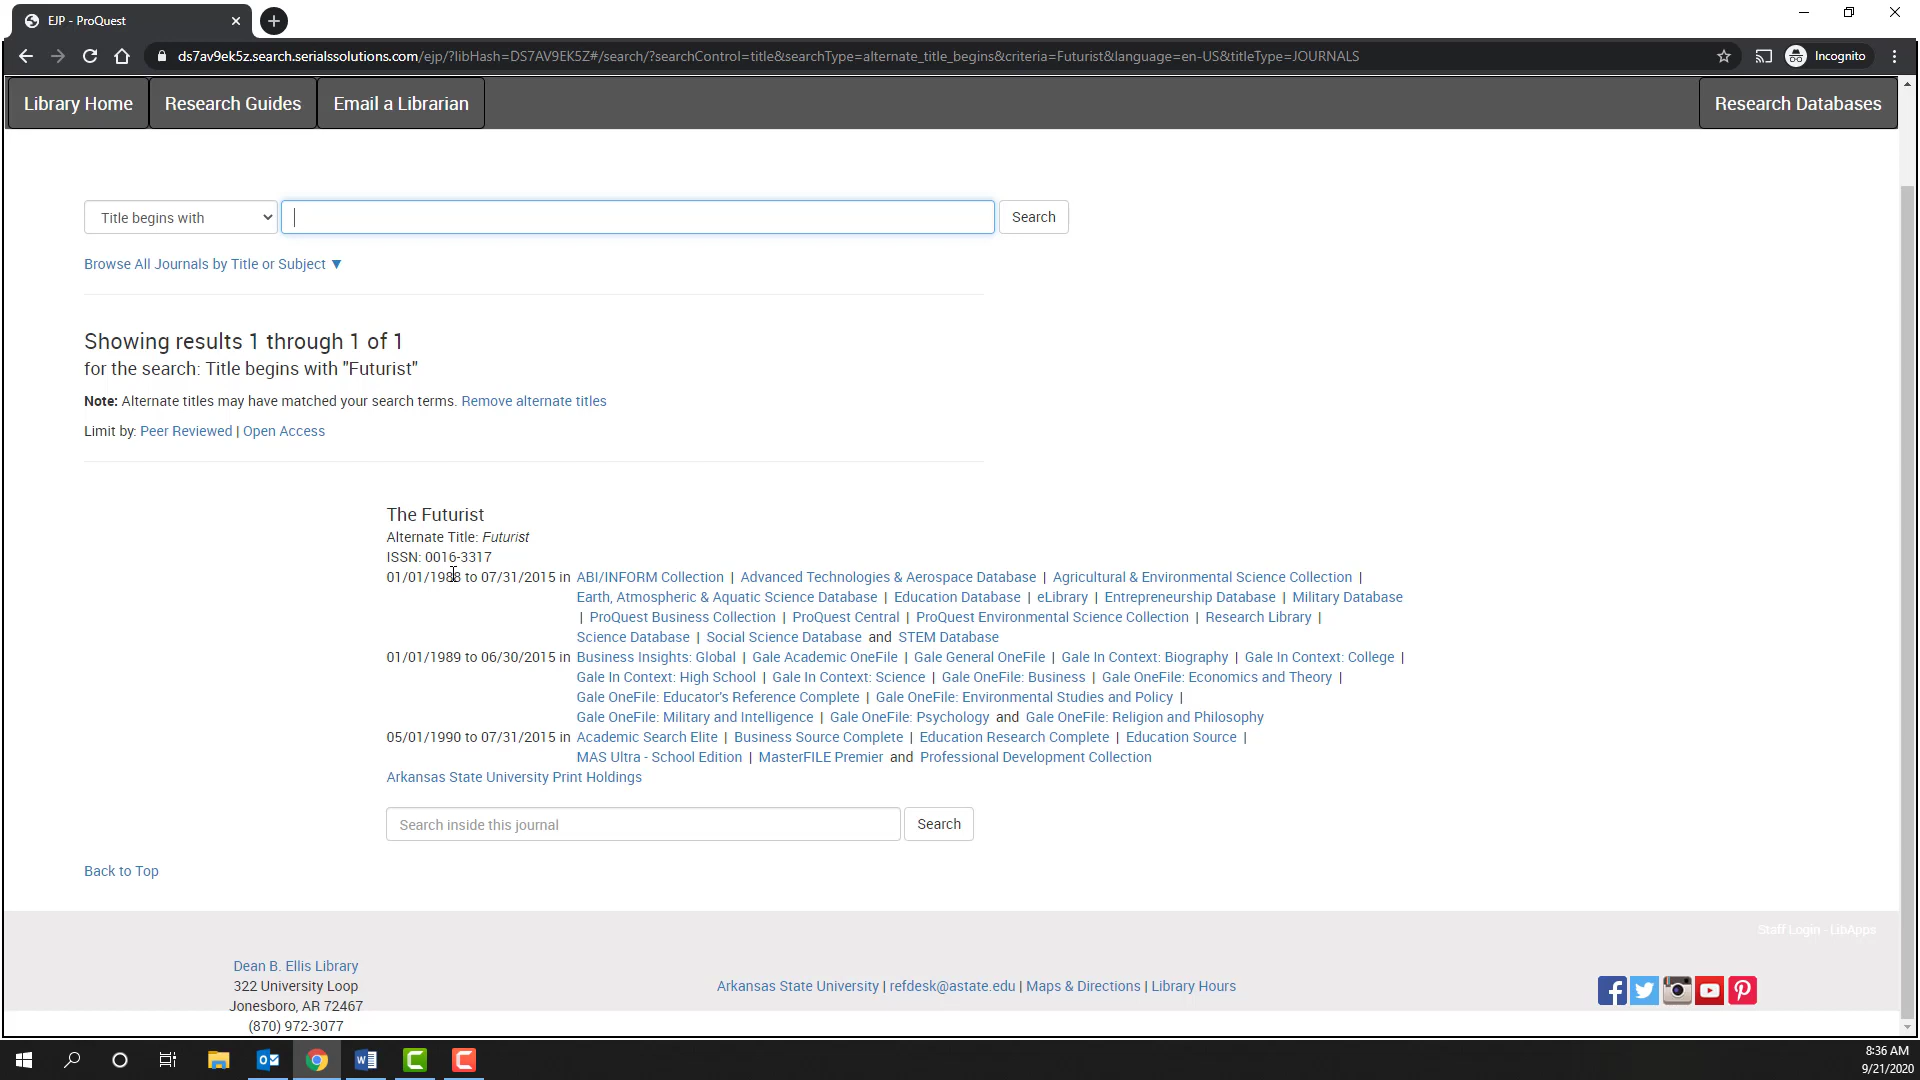 EJP - ProQuest
ds7av9ek5z.search.serialssolutions.com/ejp/?libHash=DS7AV9EK5Z#/search/?searchControl=title&searchType=alternate_title_begins&criteria=Futurist&language=en-US&titleType=JOURNALS
Incognito
Library Home
Research Guides
Email a Librarian
Research Databases
Title begins with
Search
Browse All Journals by Title or Subject ▼
Showing results 1 through 1 of 1
for the search: Title begins with "Futurist"
Note: Alternate titles may have matched your search terms. Remove alternate titles
Limit by: Peer Reviewed | Open Access
The Futurist
Alternate Title: Futurist
ISSN: 0016-3317
01/01/1988 to 07/31/2015 in ABI/INFORM Collection | Advanced Technologies & Aerospace Database | Agricultural & Environmental Science Collection |
Earth, Atmospheric & Aquatic Science Database | Education Database | eLibrary | Entrepreneurship Database | Military Database
| ProQuest Business Collection | ProQuest Central | ProQuest Environmental Science Collection | Research Library |
Science Database | Social Science Database and STEM Database
01/01/1989 to 06/30/2015 in Business Insights: Global | Gale Academic OneFile | Gale General OneFile | Gale In Context: Biography | Gale In Context: College |
Gale In Context: High School | Gale In Context: Science | Gale OneFile: Business | Gale OneFile: Economics and Theory |
Gale OneFile: Educator's Reference Complete | Gale OneFile: Environmental Studies and Policy |
Gale OneFile: Military and Intelligence | Gale OneFile: Psychology and Gale OneFile: Religion and Philosophy
05/01/1990 to 07/31/2015 in Academic Search Elite | Business Source Complete | Education Research Complete | Education Source |
MAS Ultra - School Edition | MasterFILE Premier and Professional Development Collection
Arkansas State University Print Holdings
Search inside this journal
Search
Back to Top
Staff Login - LibApps
Dean B. Ellis Library
322 University Loop
Jonesboro, AR 72467
(870) 972-3077
Arkansas State University | refdesk@astate.edu | Maps & Directions | Library Hours
8:36 AM
9/21/2020